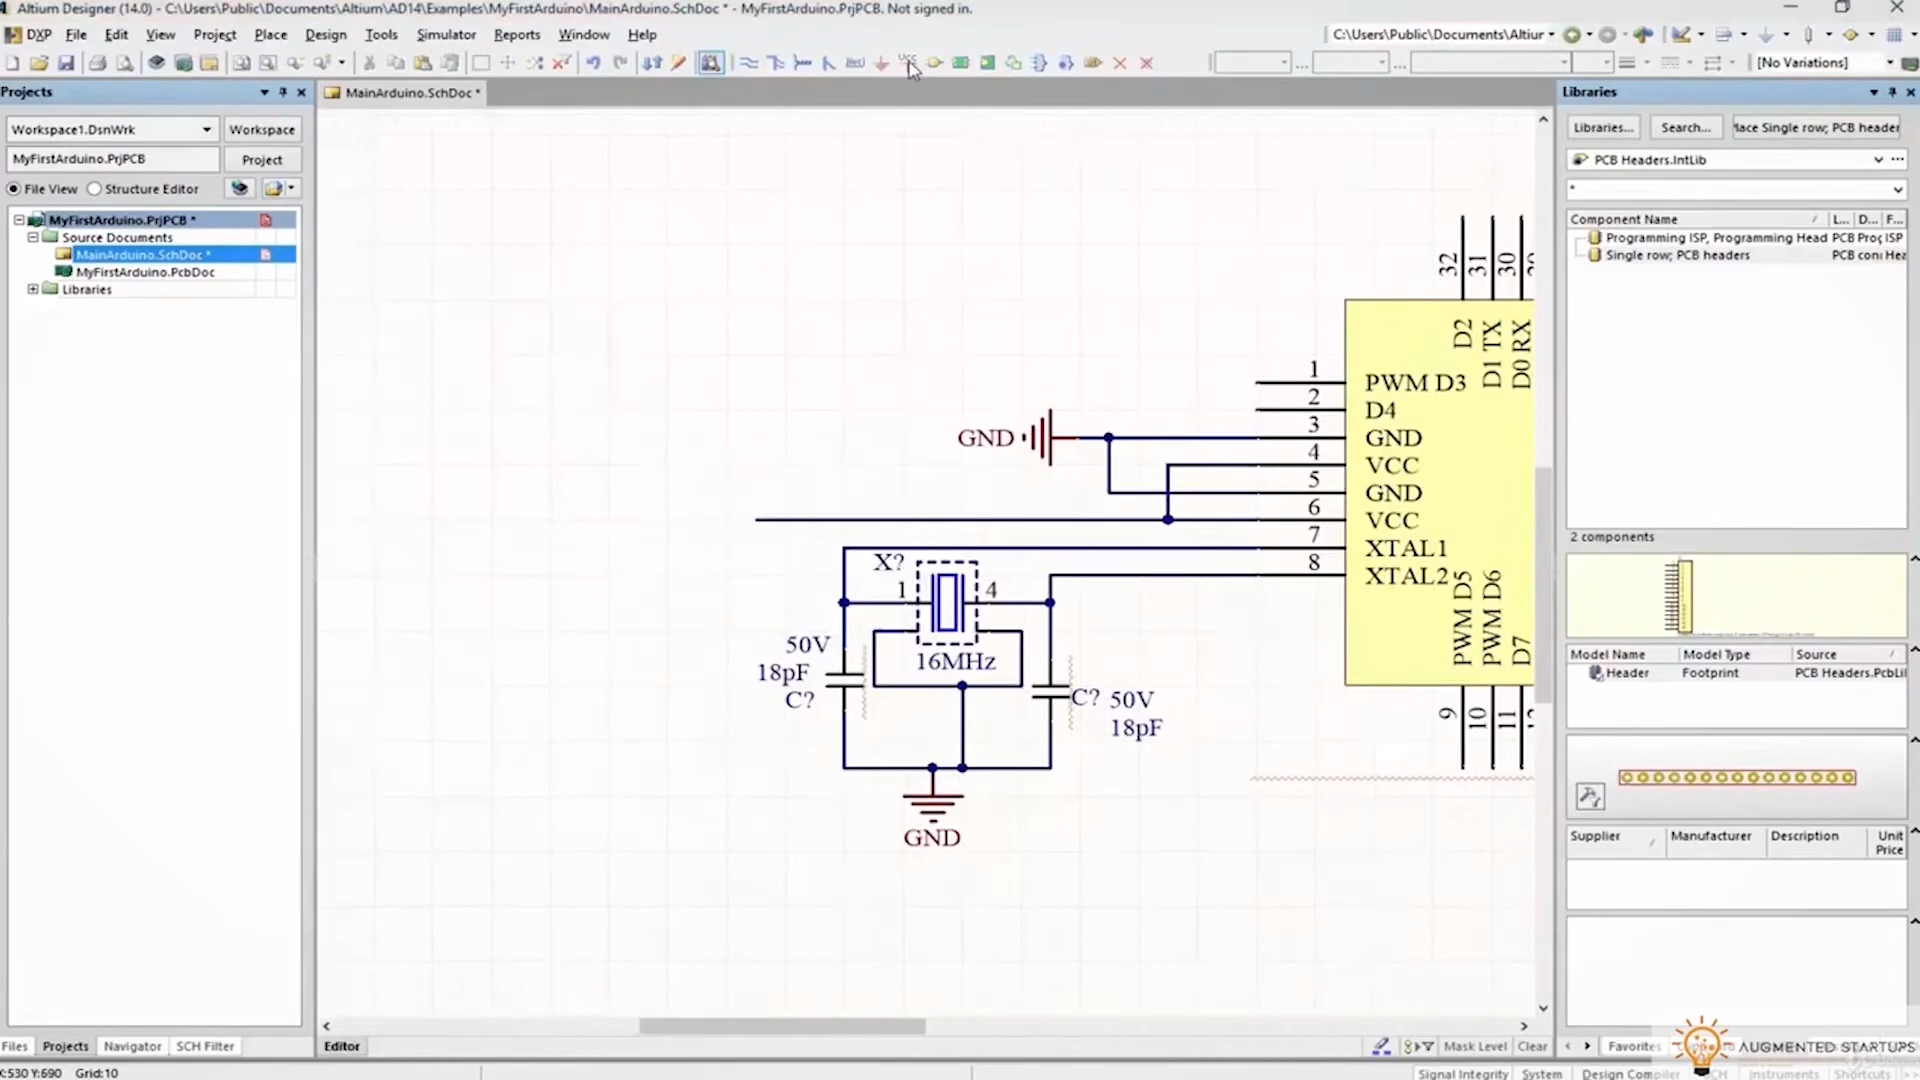 Altium Designer (14.0) - C:\Users\Public\Documents\Altium\AD14\Examples\MyFirstArduino\MainArduino.SchDoc * - MyFirstArduino.PrjPCB. Not signed in.
DXP File Edit View Project Place Design Tools Simulator Reports Window Help
C:\Users\Public\Documents\Altiur
[No Variations]
Projects
MainArduino.SchDoc *
Libraries
Workspace1.DsnWrk Workspace
MyFirstArduino.PrjPCB Project
File View Structure Editor
MyFirstArduino.PrjPCB *
Source Documents
MainArduino.SchDoc *
MyFirstArduino.PcbDoc
Libraries
Libraries... Search... lace Single row; PCB header
PCB Headers.IntLib
*
Component Name / L... D... F...
Programming ISP, Programming Head PCB Proç ISP
Single row; PCB headers PCB coni Hea
2 components
Model Name Model Type Source
Header Footprint PCB Headers.PcbLi
Supplier Manufacturer Description Unit Price
32 31 30
D2 D1 TX D0 RX
1 PWM D3
2 D4
3 GND
4 VCC
5 GND
6 VCC
7 XTAL1
8 XTAL2
PWM D5 PWM D6 D7
9 10 11
GND
X?
1 4
16MHz
50V
18pF
C?
C? 50V
18pF
GND
Files Projects Navigator SCH Filter
Editor
Mask Level Clear
Favorites
AUGMENTED STARTUPS
X:530 Y:690 Grid:10
Signal Integrity System Design Compiler SCH Instruments Shortcuts >>